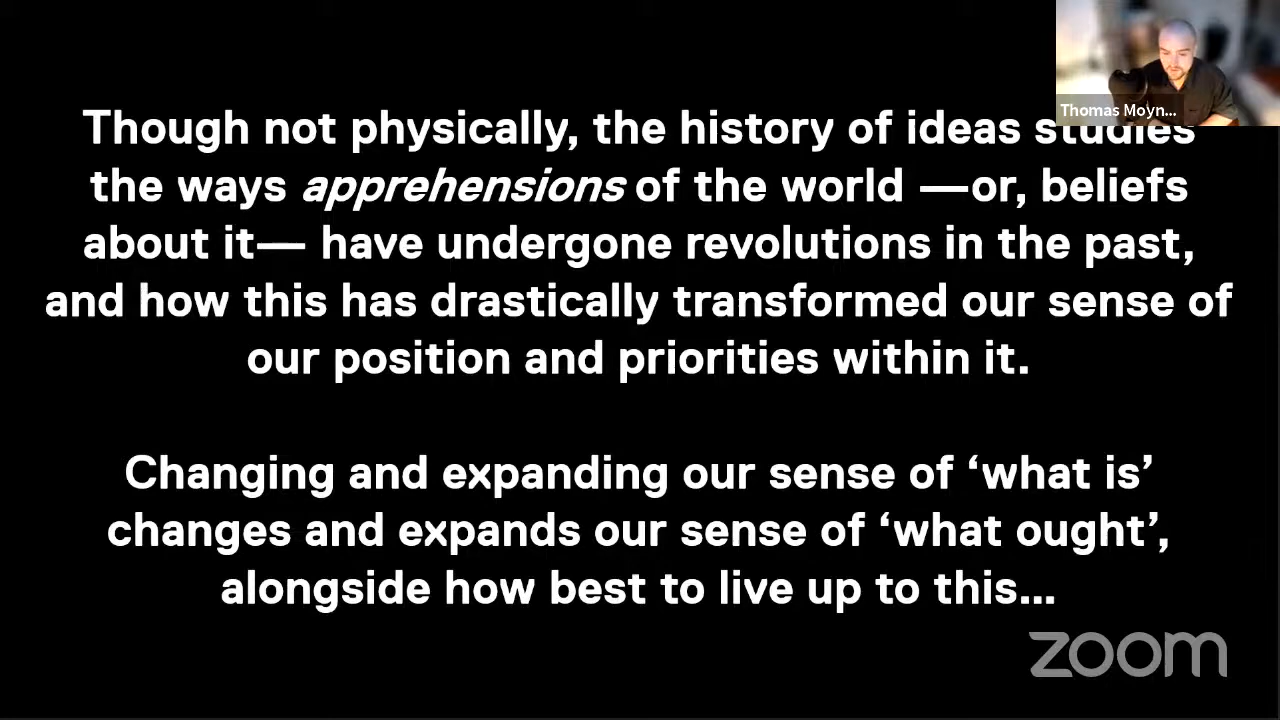 Though not physically, the history of ideas studies
the ways apprehensions of the world —or, beliefs
about it— have undergone revolutions in the past,
and how this has drastically transformed our sense of
our position and priorities within it.
Changing and expanding our sense of ‘what is’
changes and expands our sense of ‘what ought’,
alongside how best to live up to this...
Thomas Moyn...
zoom